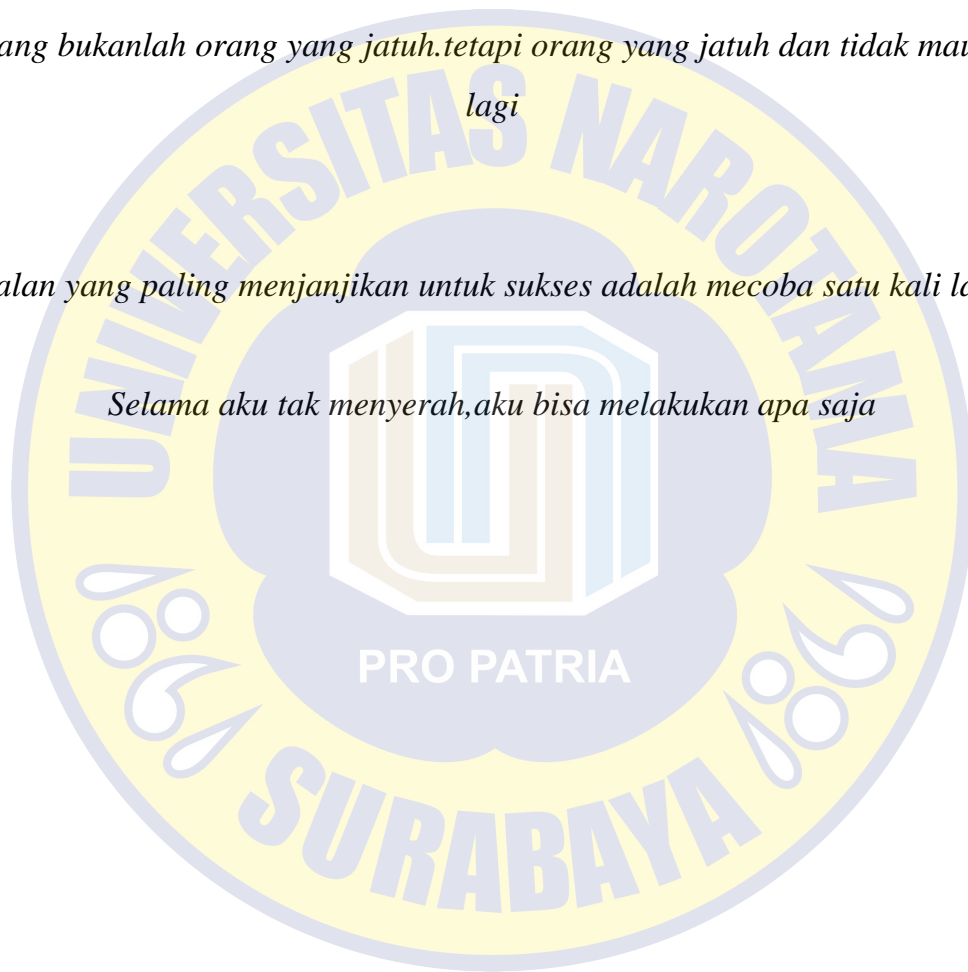 ang bukanlah orang yang jatuh.tetapi orang yang jatuh dan tidak mau
lagi
alan yang paling menjanjikan untuk sukses adalah mecoba satu kali la
Selama aku tak menyerah,aku bisa melakukan apa saja
UNIVERSITAS NAROTAMA
PRO PATRIA
SURABAYA